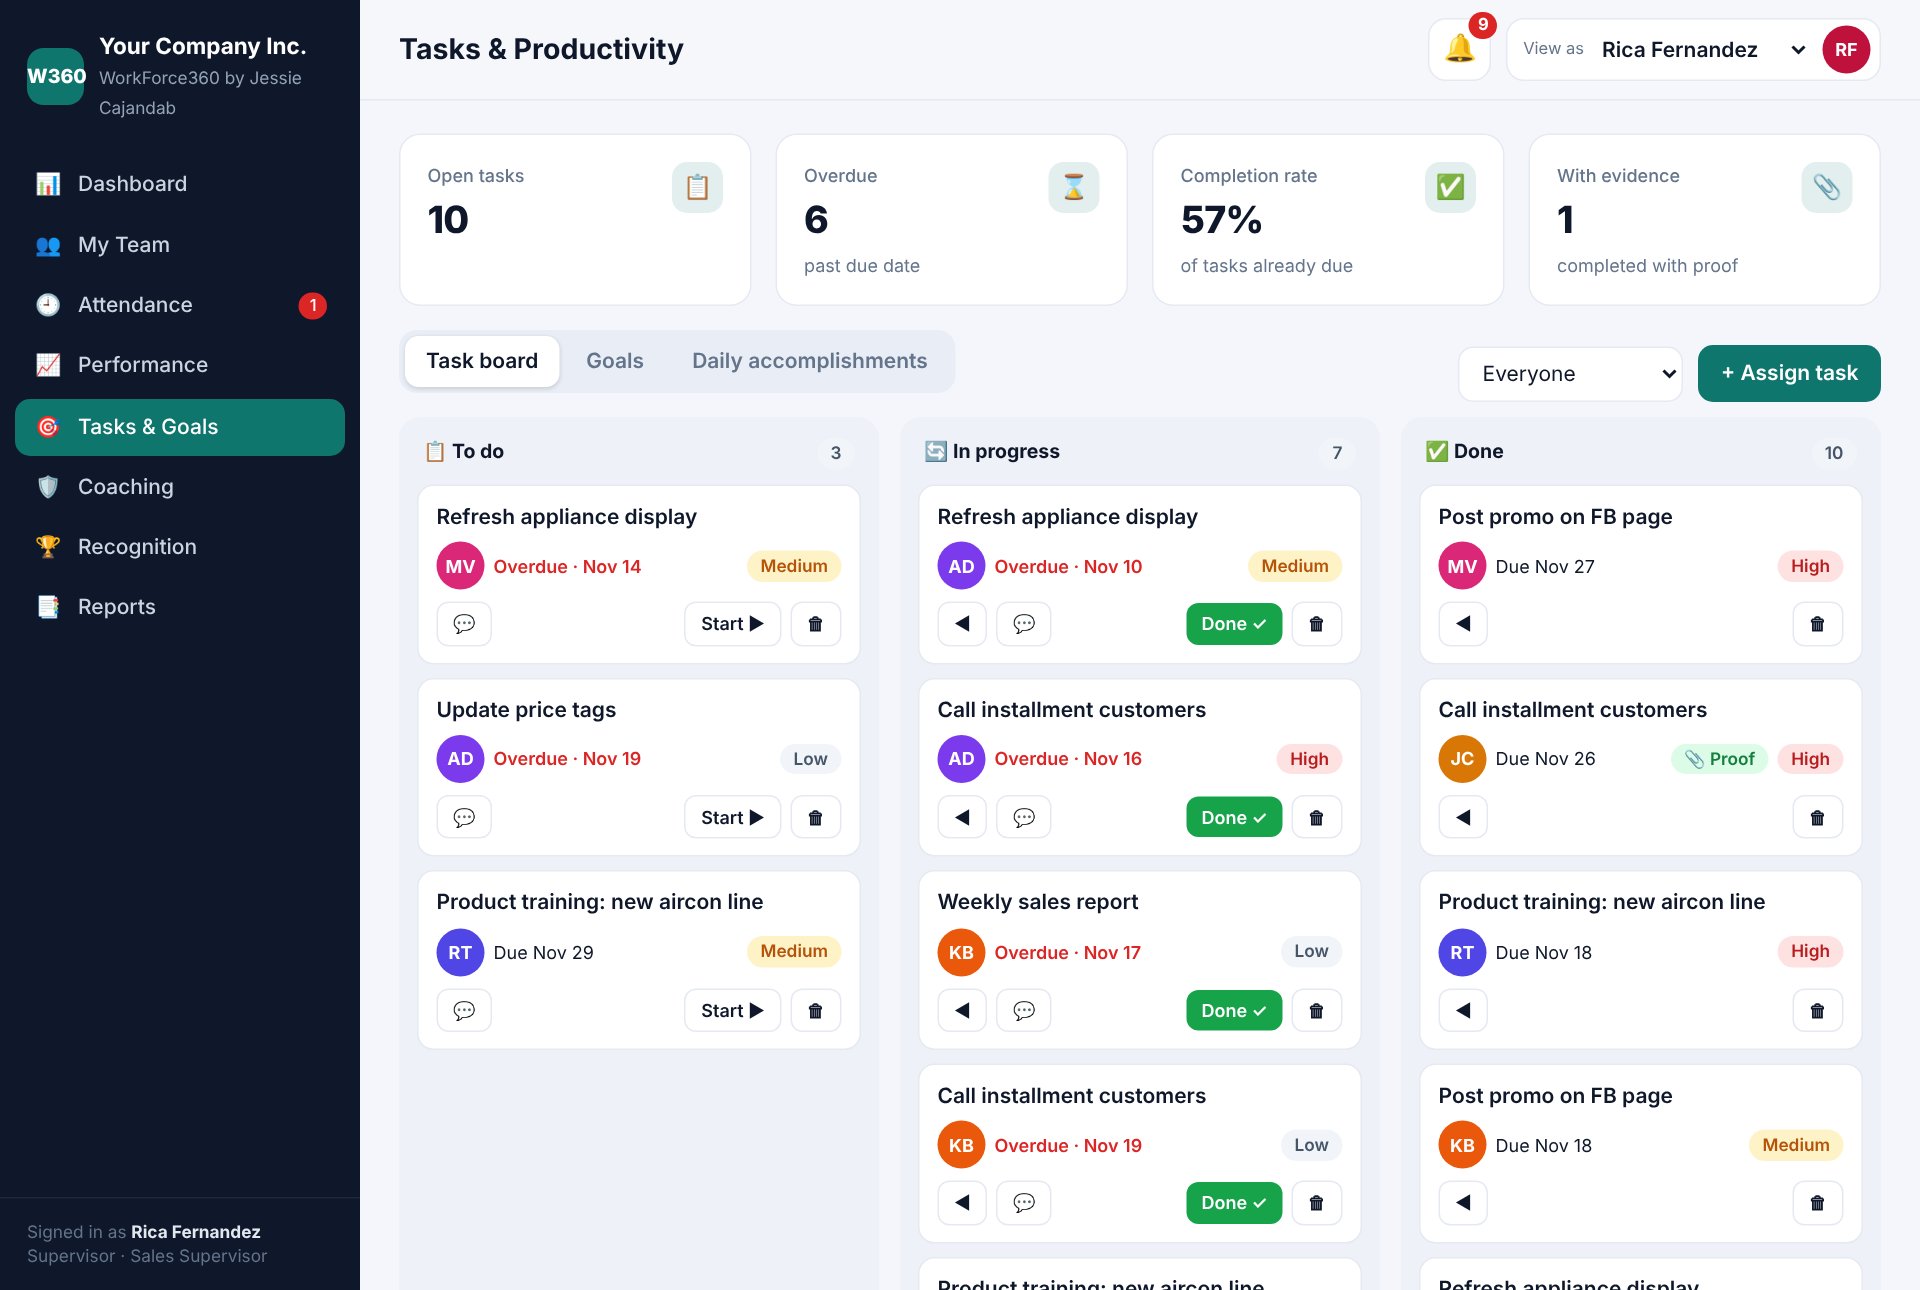 W360
Your Company Inc.
WorkForce360 by Jessie
Cajandab
Dashboard
My Team
Attendance
1
Performance
Tasks & Goals
Coaching
Recognition
Reports
Signed in as Rica Fernandez
Supervisor · Sales Supervisor
Tasks & Productivity
9
View as
Rica Fernandez
RF
Open tasks
10
Overdue
6
past due date
Completion rate
57%
of tasks already due
With evidence
1
completed with proof
Task board
Goals
Daily accomplishments
Everyone
+ Assign task
To do
3
Refresh appliance display
MV
Overdue · Nov 14
Medium
Start ▶
Update price tags
AD
Overdue · Nov 19
Low
Start ▶
Product training: new aircon line
RT
Due Nov 29
Medium
Start ▶
In progress
7
Refresh appliance display
AD
Overdue · Nov 10
Medium
◀
Done ✓
Call installment customers
AD
Overdue · Nov 16
High
◀
Done ✓
Weekly sales report
KB
Overdue · Nov 17
Low
◀
Done ✓
Call installment customers
KB
Overdue · Nov 19
Low
◀
Done ✓
Product training: new aircon line
Done
10
Post promo on FB page
MV
Due Nov 27
High
◀
Call installment customers
JC
Due Nov 26
Proof
High
◀
Product training: new aircon line
RT
Due Nov 18
High
◀
Post promo on FB page
KB
Due Nov 18
Medium
◀
Refresh appliance display